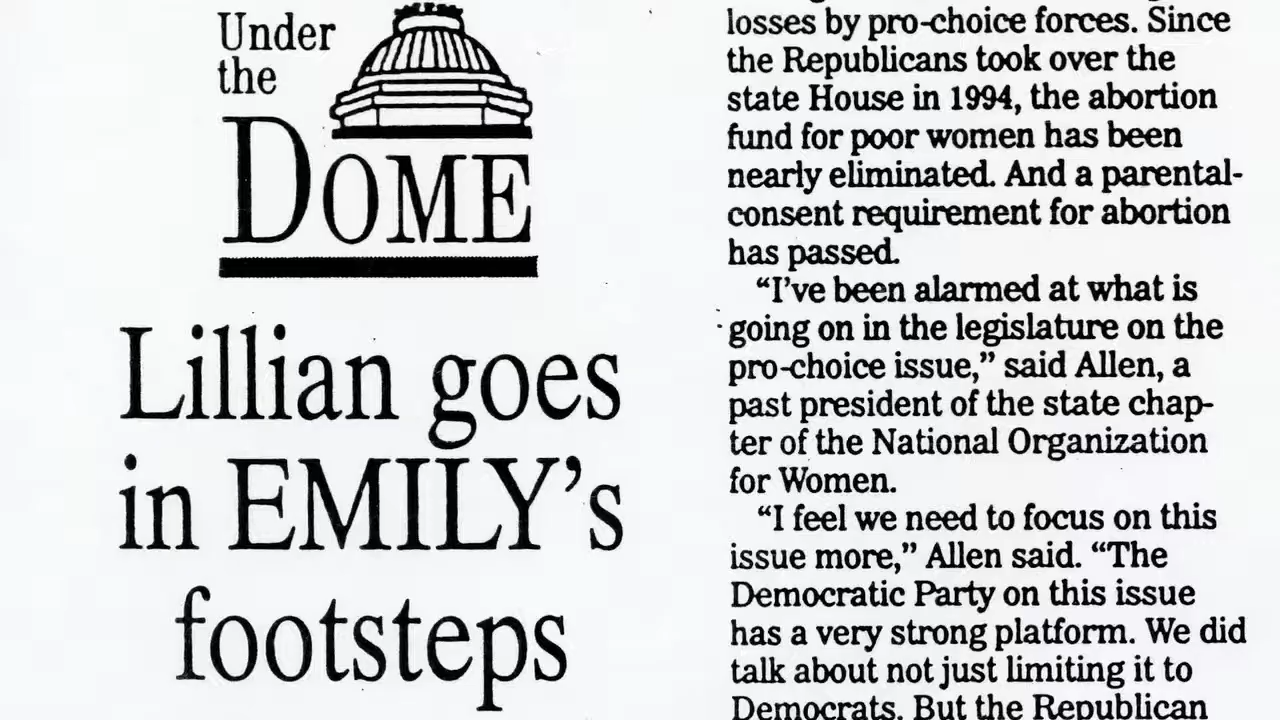 Under
the
DOME
Lillian goes
in EMILY's
footsteps
losses by pro-choice forces. Since
the Republicans took over the
state House in 1994, the abortion
fund for poor women has been
nearly eliminated. And a parental-
consent requirement for abortion
has passed.
“I've been alarmed at what is
going on in the legislature on the
pro-choice issue,” said Allen, a
past president of the state chap-
ter of the National Organization
for Women.
“I feel we need to focus on this
issue more,” Allen said. “The
Democratic Party on this issue
has a very strong platform. We did
talk about not just limiting it to
Democrats. But the Republican